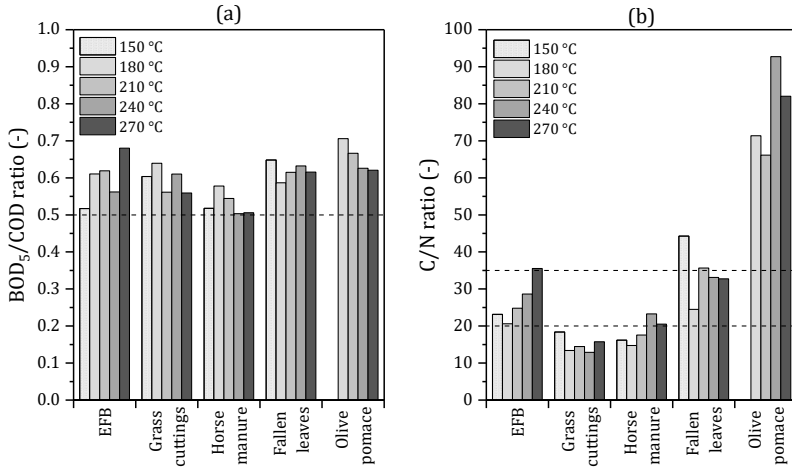 (a)
BOD₅/COD ratio (-)
1.0
0.9
0.8
0.7
0.6
0.5
0.4
0.3
0.2
0.1
0.0
150 °C
180 °C
210 °C
240 °C
270 °C
EFB
Grass
cuttings
Horse
manure
Fallen
leaves
Olive
pomace
(b)
C/N ratio (-)
100
90
80
70
60
50
40
30
20
10
0
150 °C
180 °C
210 °C
240 °C
270 °C
EFB
Grass
cuttings
Horse
manure
Fallen
leaves
Olive
pomace